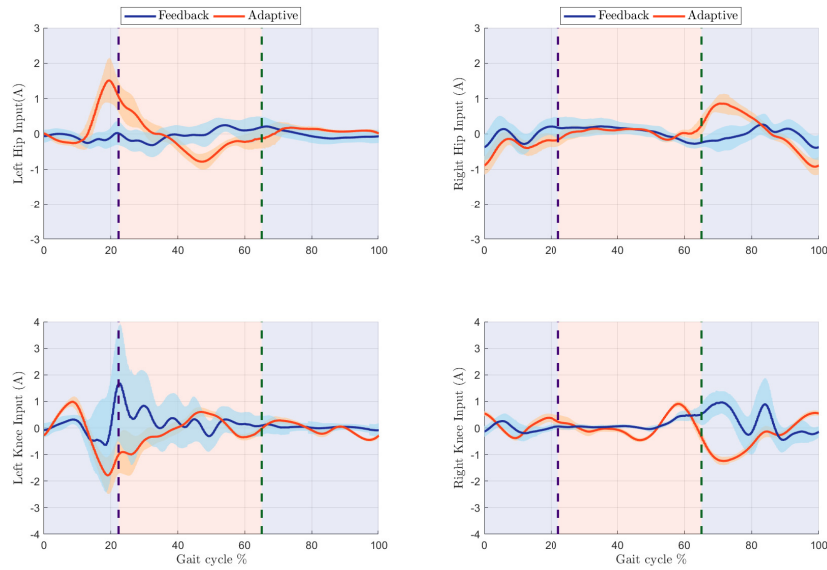 Feedback Adaptive
Feedback Adaptive
3
2
1
0
-1
-2
-3
Left Hip Input(A)
0 20 40 60 80 100
3
2
1
0
-1
-2
-3
Right Hip Input (A)
0 20 40 60 80 100
4
3
2
1
0
-1
-2
-3
-4
Left Knee Input (A)
0 20 40 60 80 100
Gait cycle %
4
3
2
1
0
-1
-2
-3
-4
Right Knee Input (A)
0 20 40 60 80 100
Gait cycle %